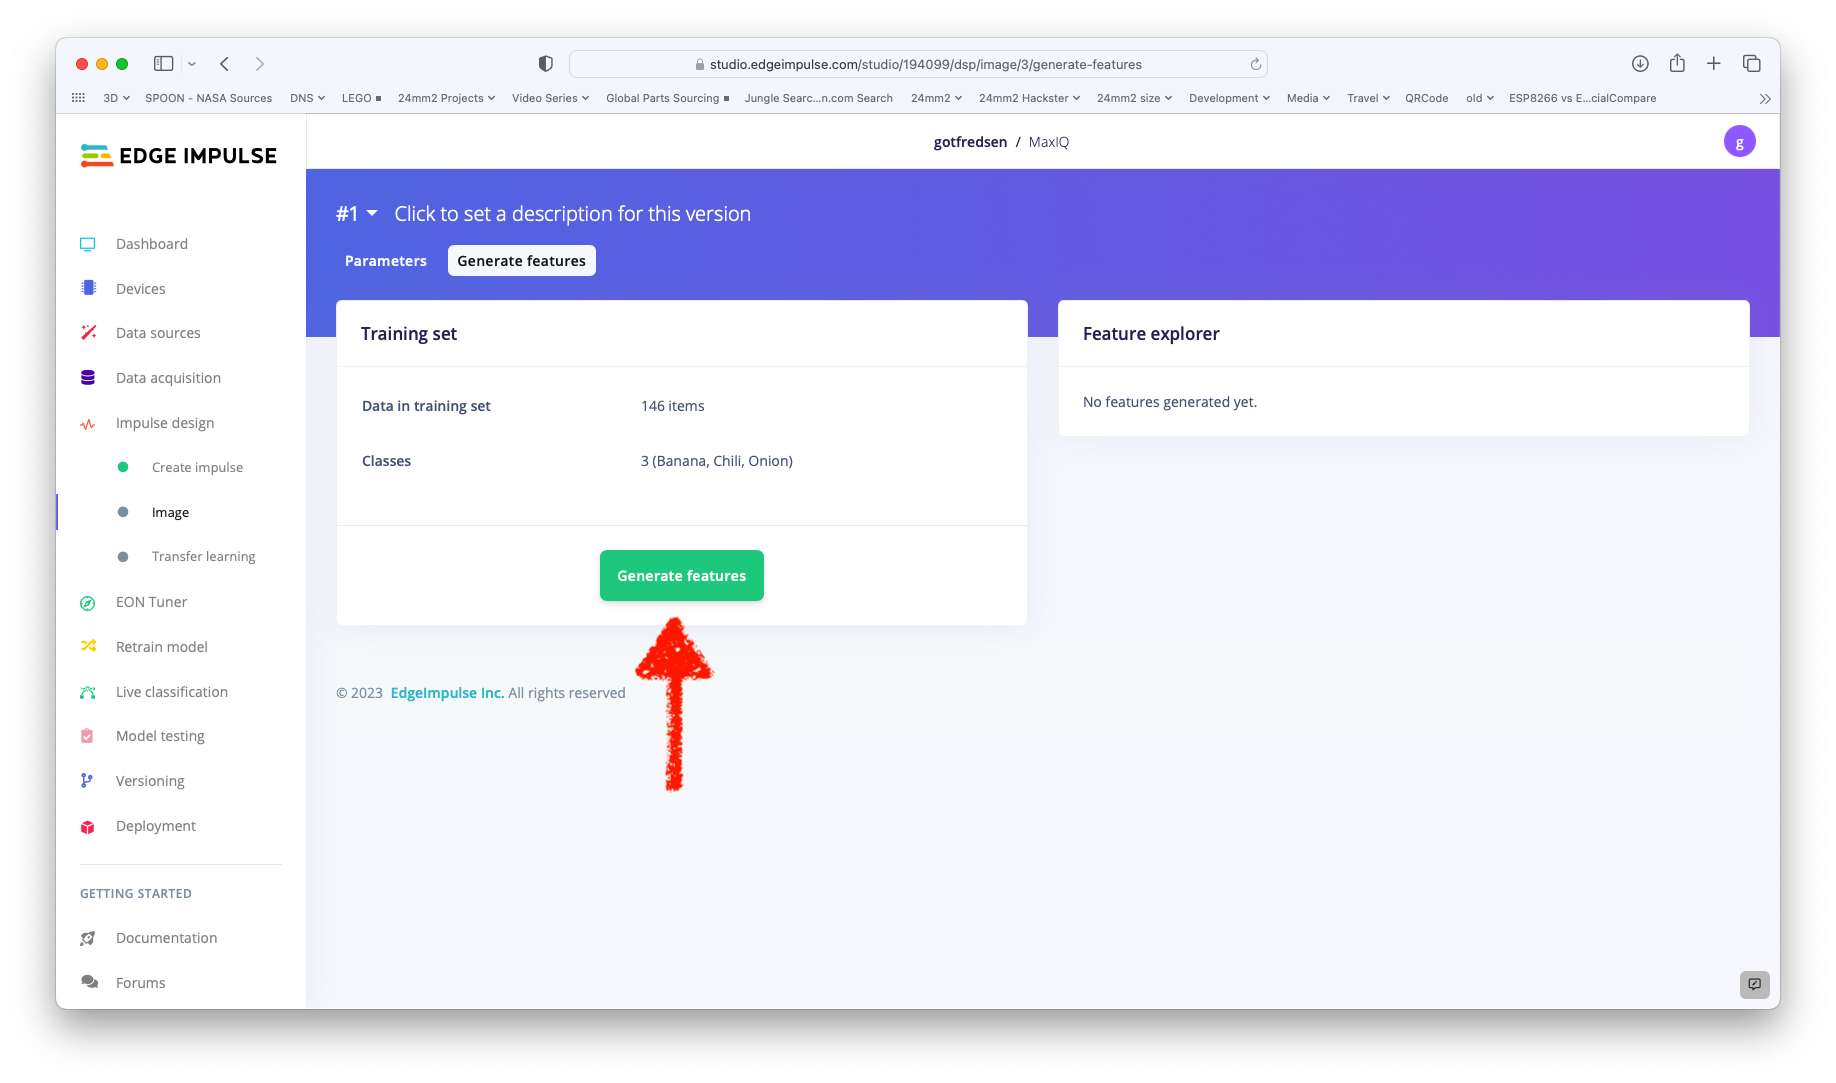 studio.edgeimpulse.com/studio/194099/dsp/image/3/generate-features
3D SPOON - NASA Sources DNS LEGO 24mm2 Projects Video Series Global Parts Sourcing Jungle Searc...n.com Search 24mm2 24mm2 Hackster 24mm2 size Development Media Travel QRCode old ESP8266 vs E...cialCompare
EDGE IMPULSE
gotfredsen / MaxIQ
g
#1 Click to set a description for this version
Parameters Generate features
Dashboard
Devices
Data sources
Data acquisition
Impulse design
Create impulse
Image
Transfer learning
EON Tuner
Retrain model
Live classification
Model testing
Versioning
Deployment
GETTING STARTED
Documentation
Forums
Training set
Data in training set 146 items
Classes 3 (Banana, Chili, Onion)
Generate features
Feature explorer
No features generated yet.
© 2023 EdgeImpulse Inc. All rights reserved